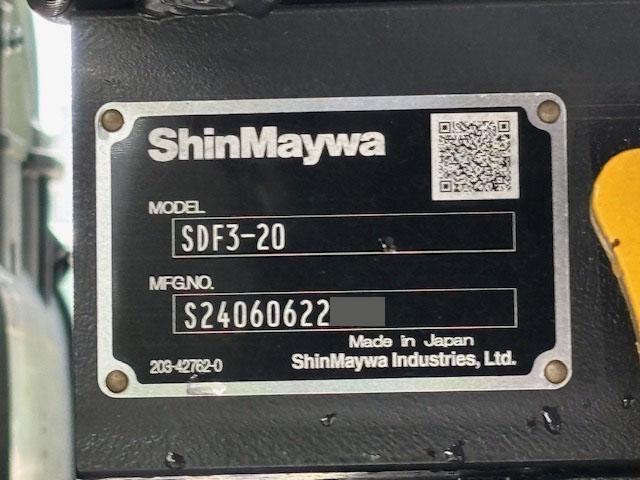 ShinMaywa
MODEL
SDF3-20
MFG.NO.
S24060622
Made in Japan
203-42762-0 ShinMaywa Industries, Ltd.